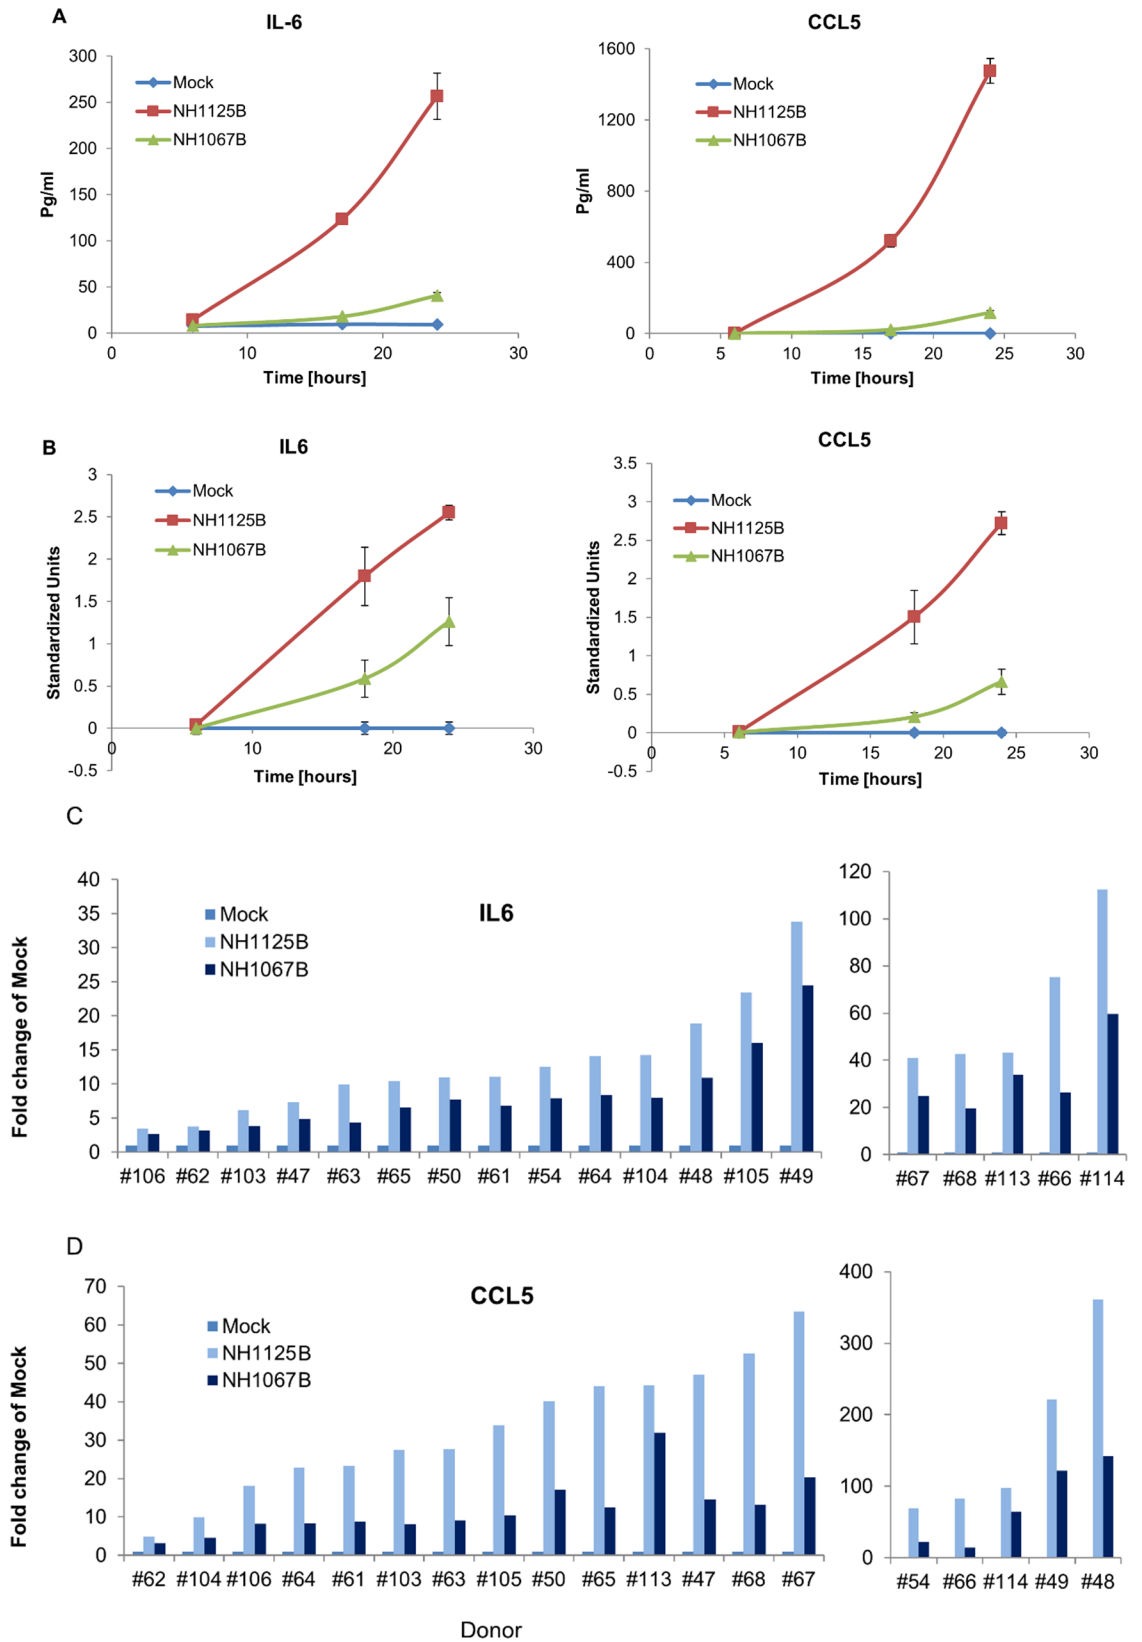 A
IL-6
CCL5
300
250
200
150
100
50
0
Pg/ml
Mock
NH1125B
NH1067B
0
10
20
30
Time [hours]
1600
1200
800
400
0
Pg/ml
Mock
NH1125B
NH1067B
0
5
10
15
20
25
30
Time [hours]
B
IL6
CCL5
3
2.5
2
1.5
1
0.5
0
-0.5
Standardized Units
Mock
NH1125B
NH1067B
0
10
20
30
Time [hours]
3.5
3
2.5
2
1.5
1
0.5
0
-0.5
Standardized Units
Mock
NH1125B
NH1067B
0
5
10
15
20
25
30
Time [hours]
C
IL6
Fold change of Mock
40
35
30
25
20
15
10
5
0
Mock
NH1125B
NH1067B
#106 #62 #103 #47 #63 #65 #50 #61 #54 #64 #104 #48 #105 #49
120
100
80
60
40
20
0
#67 #68 #113 #66 #114
D
CCL5
Fold change of Mock
70
60
50
40
30
20
10
0
Mock
NH1125B
NH1067B
#62 #104 #106 #64 #61 #103 #63 #105 #50 #65 #113 #47 #68 #67
400
300
200
100
0
#54 #66 #114 #49 #48
Donor